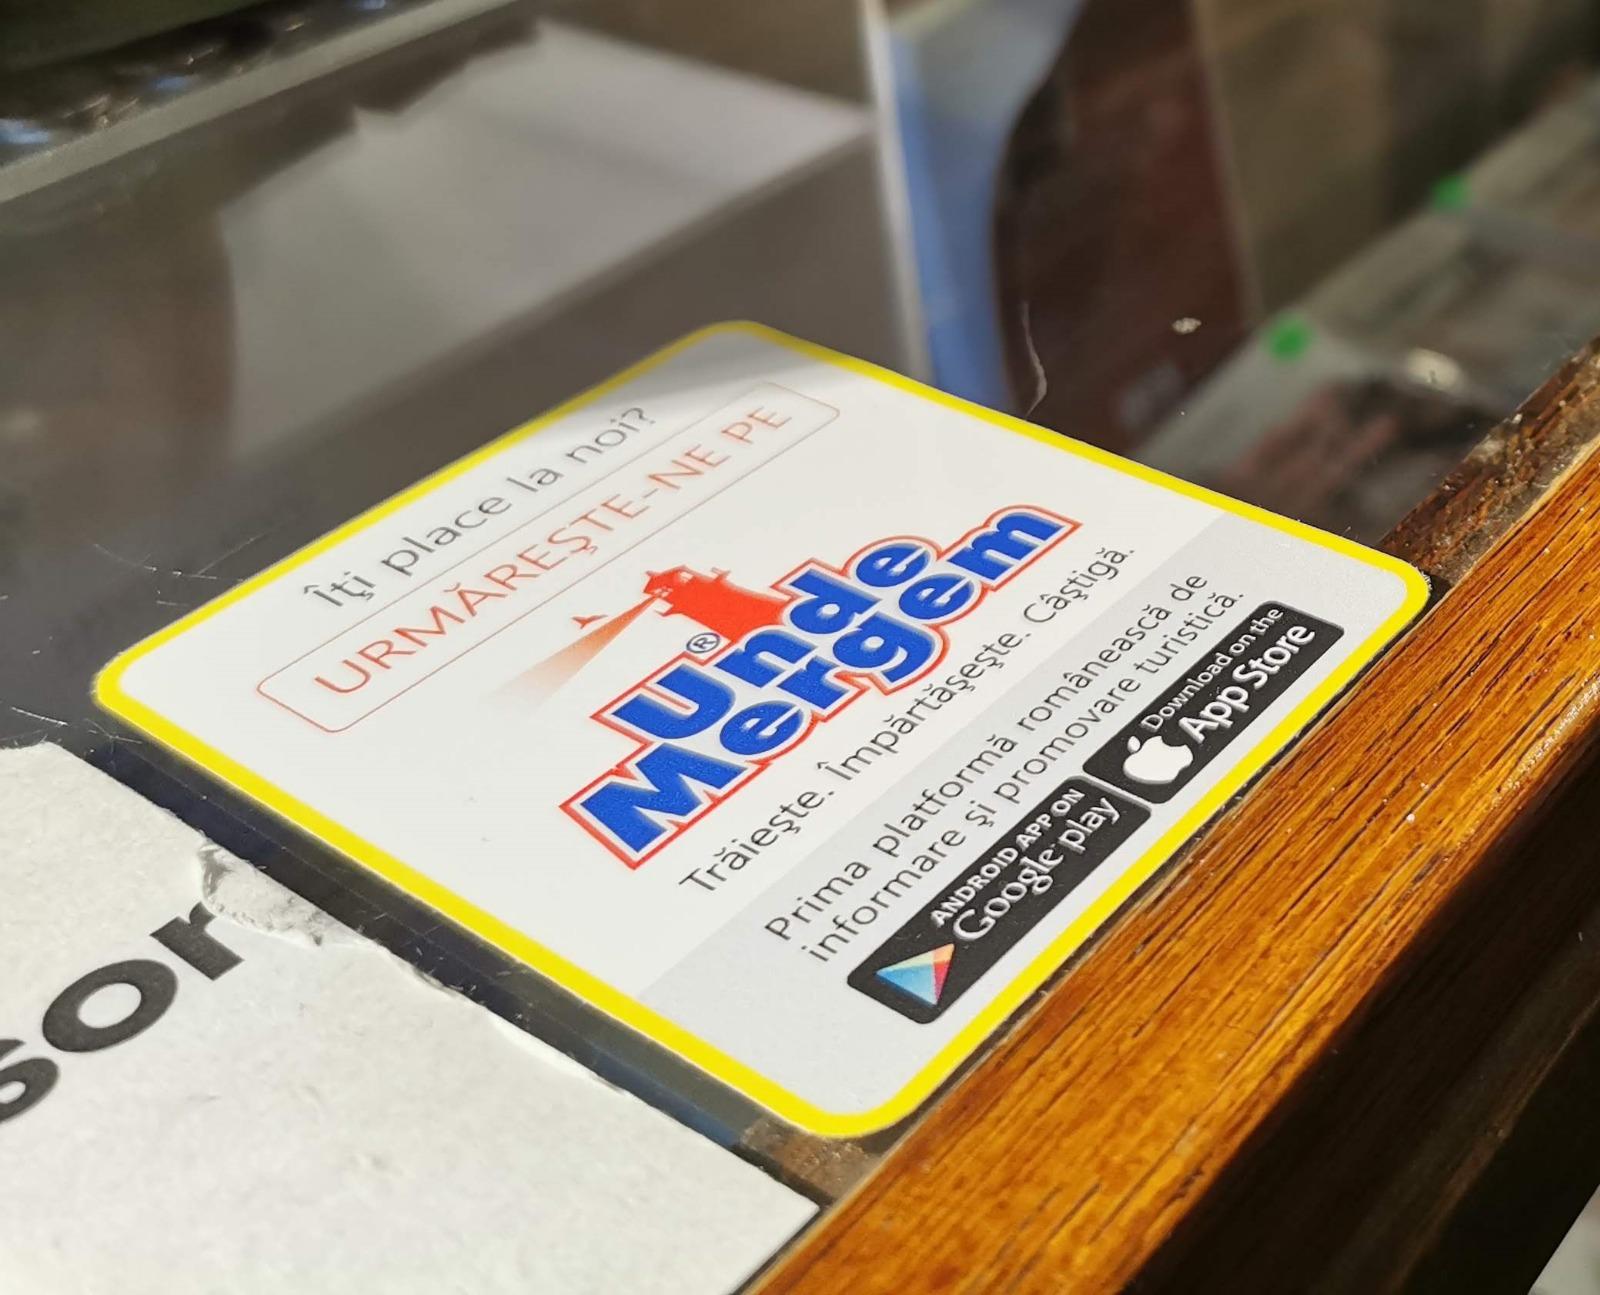 Îţi place la noi?
URMĂREŞTE-NE PE
Unde®
Mergem
Trăieşte. Împărtăşeşte. Câştigă.
Prima platformă românească de
informare şi promovare turistică.
ANDROID APP ON
Google play
Download on the
App Store
sor